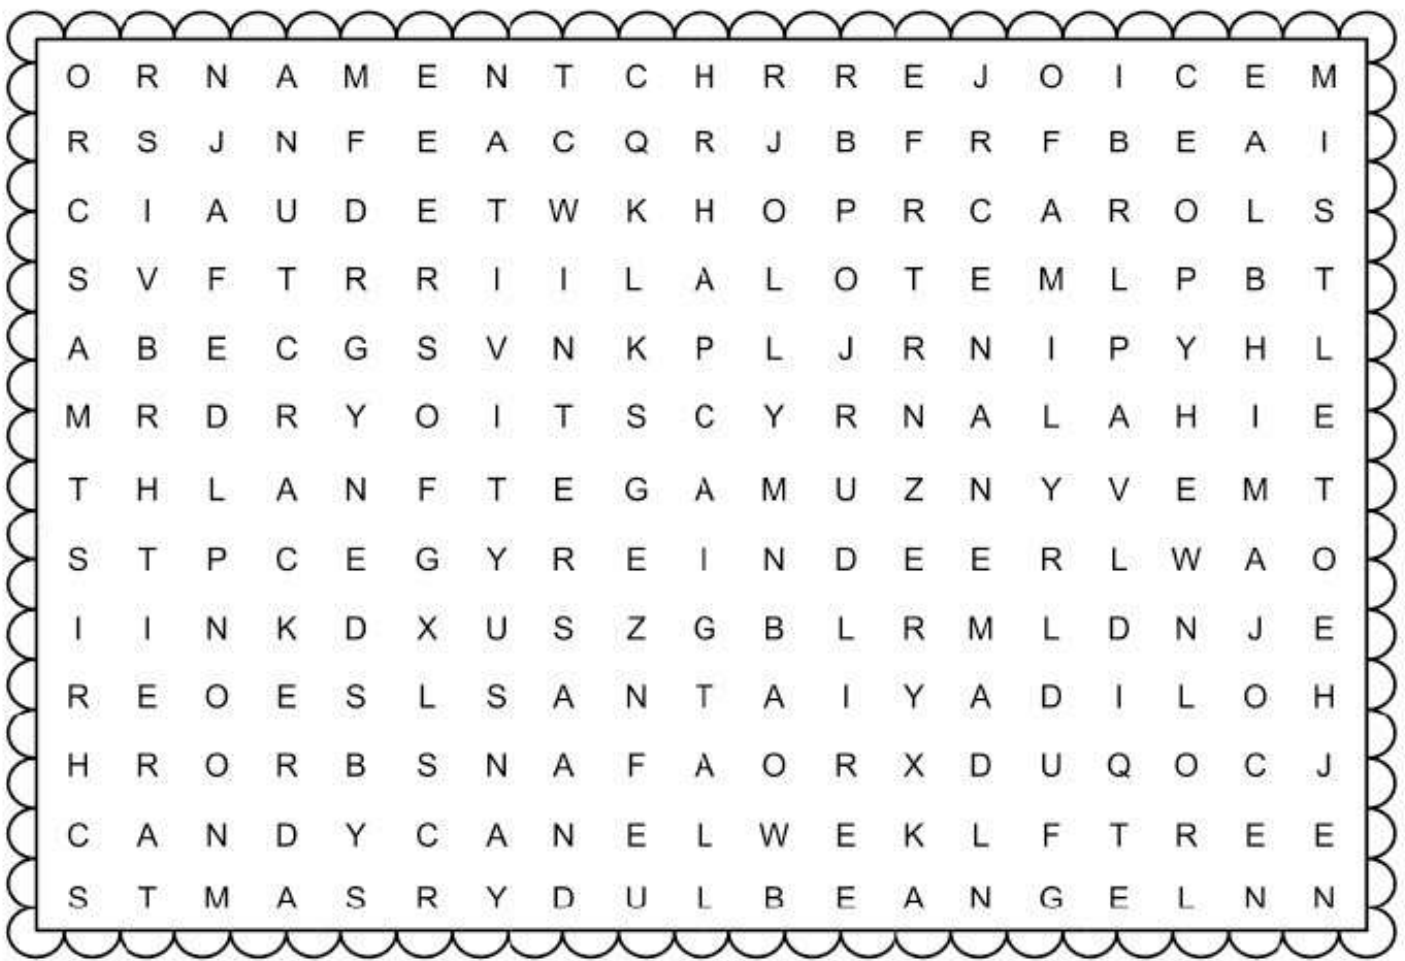 O R N A M E N T C H R R E J O I C E M
R S J N F E A C Q R J B F R F B E A I
C I A U D E T W K H O P R C A R O L S
S V F T R R I I L A L O T E M L P B T
A B E C G S V N K P L J R N I P Y H L
M R D R Y O I T S C Y R N A L A H I E
T H L A N F T E G A M U Z N Y V E M T
S T P C E G Y R E I N D E E R L W A O
I I N K D X U S Z G B L R M L D N J E
R E O E S L S A N T A I Y A D I L O H
H R O R B S N A F A O R X D U Q O C J
C A N D Y C A N E L W E K L F T R E E
S T M A S R Y D U L B E A N G E L N N